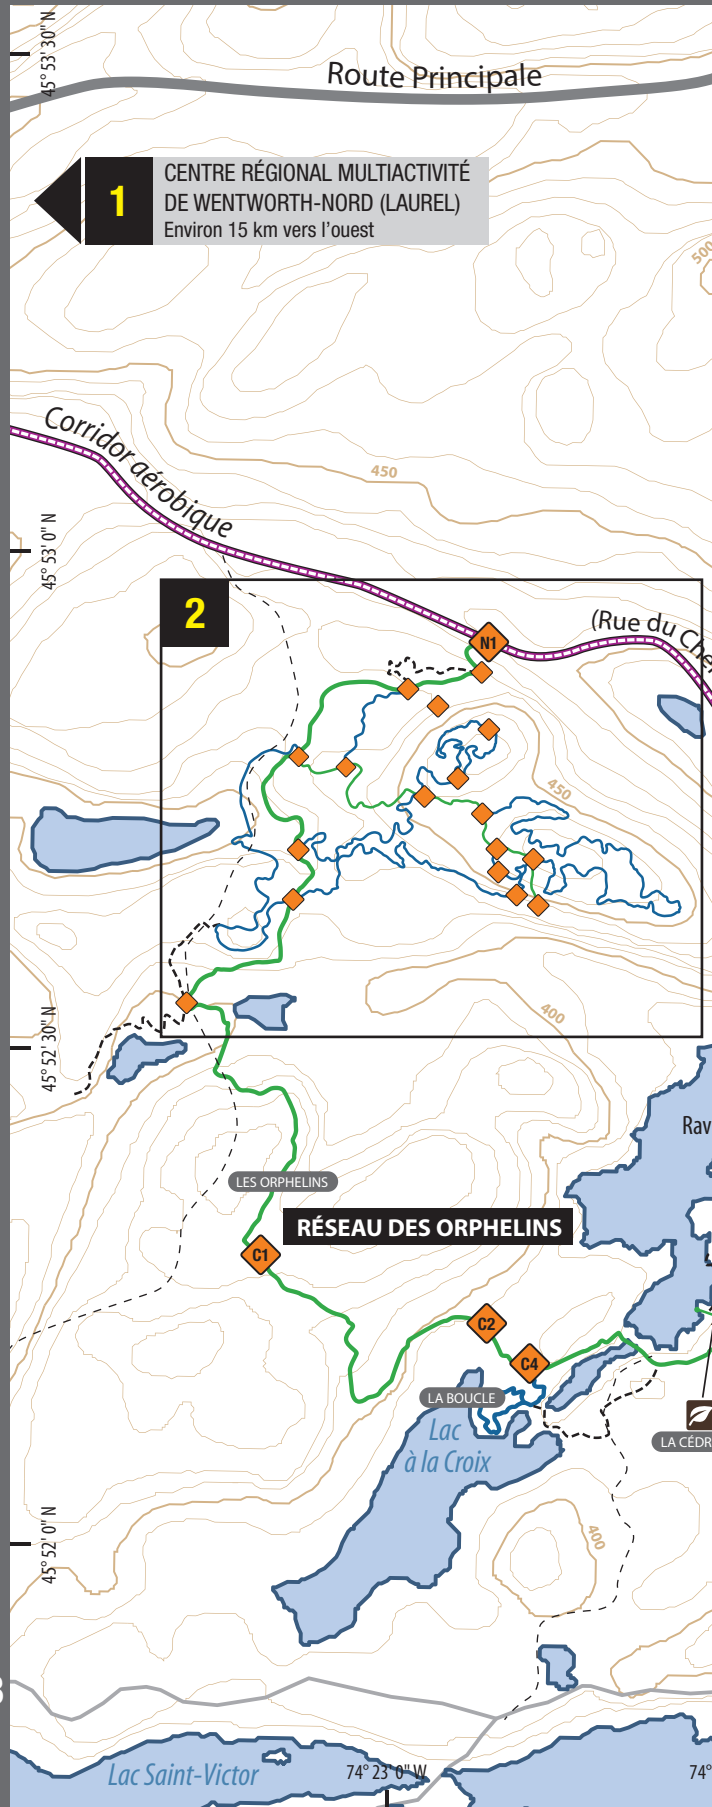 45° 53' 30" N
Route Principale
1
CENTRE RÉGIONAL MULTIACTIVITÉ
DE WENTWORTH-NORD (LAUREL)
Environ 15 km vers l'ouest
500
Corridor aérobique
450
45° 53' 0" N
2
N1
(Rue du Che
450
400
45° 52' 30" N
Rav
LES ORPHELINS
RÉSEAU DES ORPHELINS
C1
C2
C4
LA BOUCLE
Lac
à la Croix
LA CÉDR
400
45° 52' 0" N
Lac Saint-Victor
74° 23' 0" W
74°